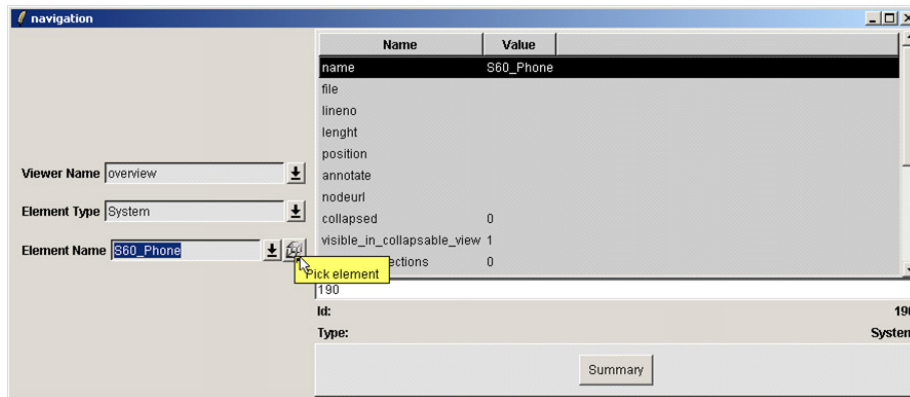 navigation
Name Value
name S60_Phone
file
lineno
lenght
position
Viewer Name overview
annotate
nodeurl
Element Type System
collapsed 0
visible_in_collapsable_view 1
Element Name S60_Phone
ections 0
Pick element
190
Id:
Type: System
Summary